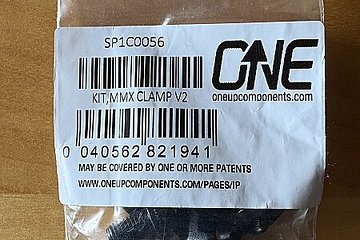 SP1C0056
ONE
oneupcomponents.com
KIT,MMX CLAMP V2
0 040562 821941
MAY BE COVERED BY ONE OR MORE PATENTS
WWW.ONEUPCOMPONENTS.COM/PAGES/IP